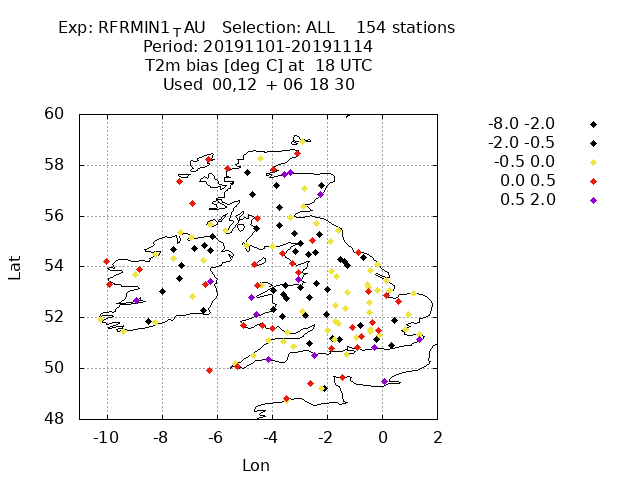 Exp: RFRMIN1TAU Selection: ALL 154 stations
Period: 20191101-20191114
T2m bias [deg C] at 18 UTC
Used 00,12 + 06 18 30
60
58
56
54
52
50
48
Lat
-10 -8 -6 -4 -2 0 2
Lon
-8.0 -2.0
-2.0 -0.5
-0.5 0.0
0.0 0.5
0.5 2.0